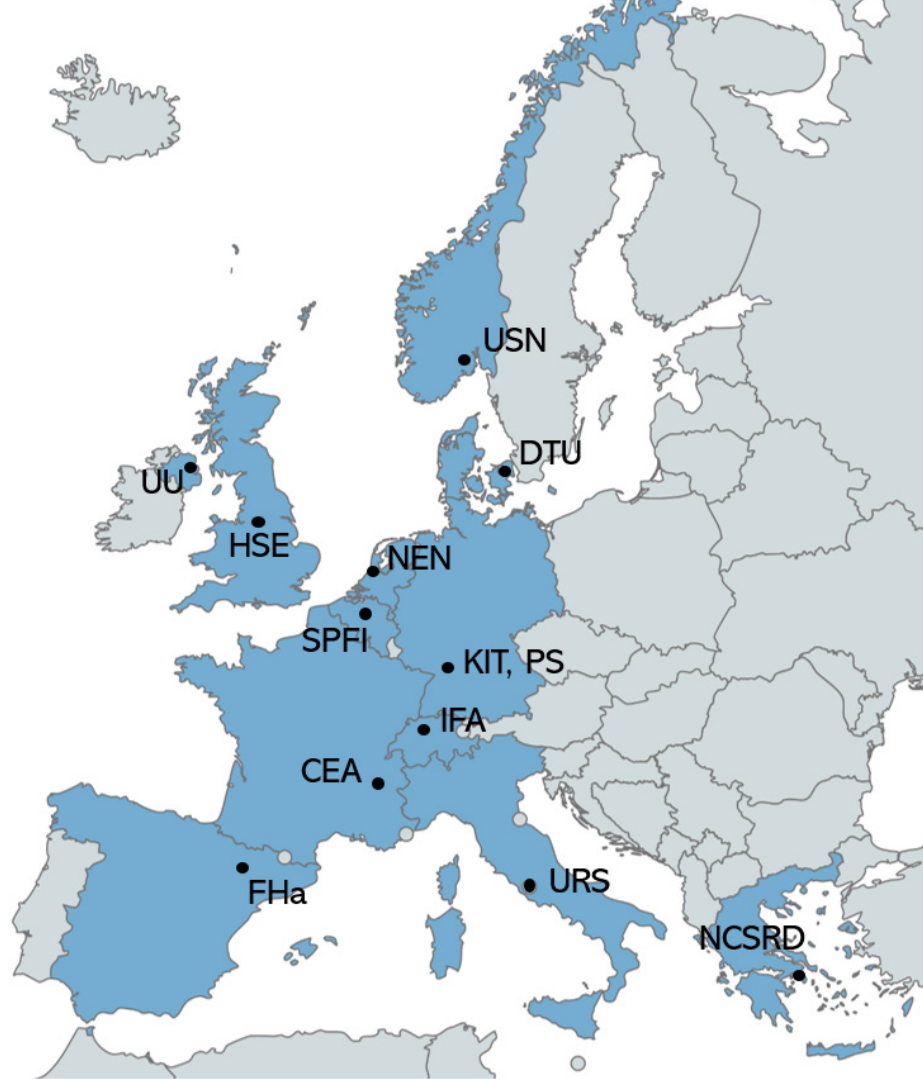 USN
DTU
UU
HSE
NEN
SPFI
KIT, PS
IFA
CEA
FHa
URS
NCSRD